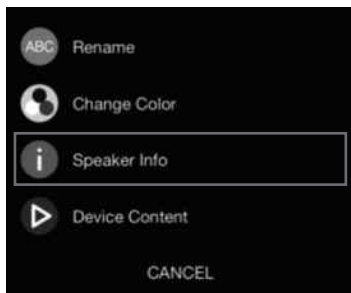 ABC Rename
Change Color
i Speaker Info
Device Content
CANCEL